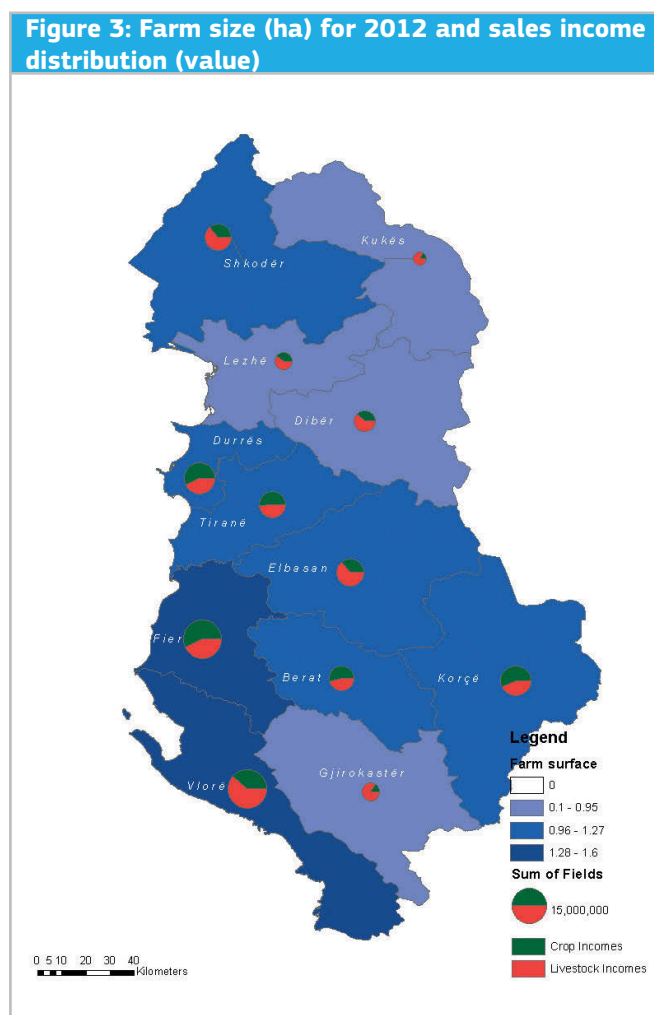 Figure 3: Farm size (ha) for 2012 and sales income
distribution (value)
Kukës
Shkodër
Lezhë
Dibër
Durrës
Tiranë
Elbasan
Fier
Berat
Korçë
Vlorë
Gjirokastër
Legend
Farm surface
0
0.1 - 0.95
0.96 - 1.27
1.28 - 1.6
Sum of Fields
15,000,000
Crop Incomes
Livestock Incomes
0 5 10 20 30 40
Kilometers